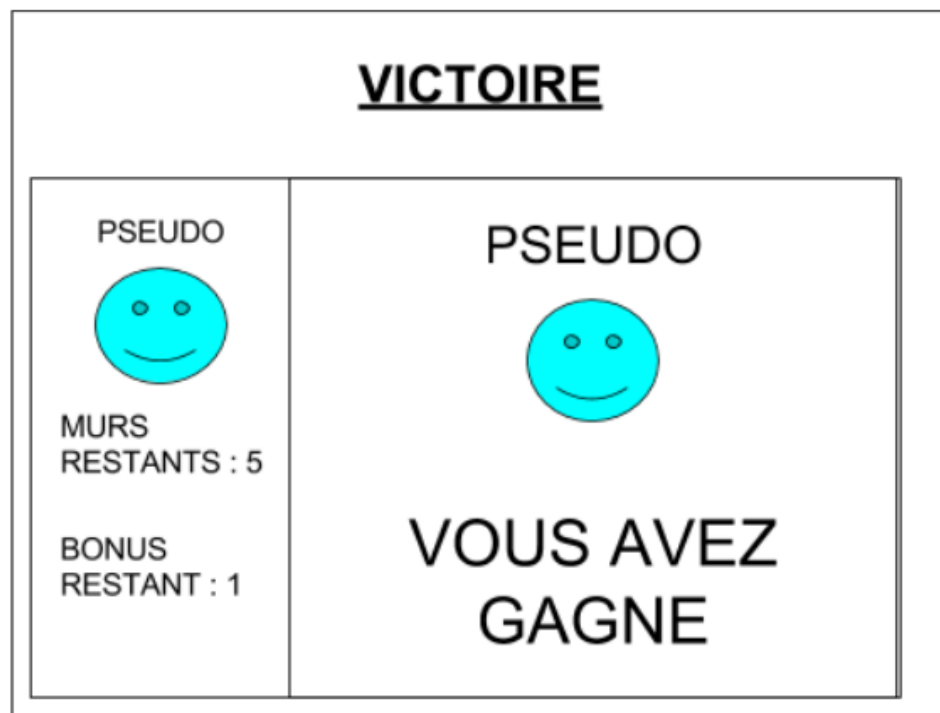 VICTOIRE
PSEUDO
MURS
RESTANTS : 5
BONUS
RESTANT : 1
PSEUDO
VOUS AVEZ
GAGNE